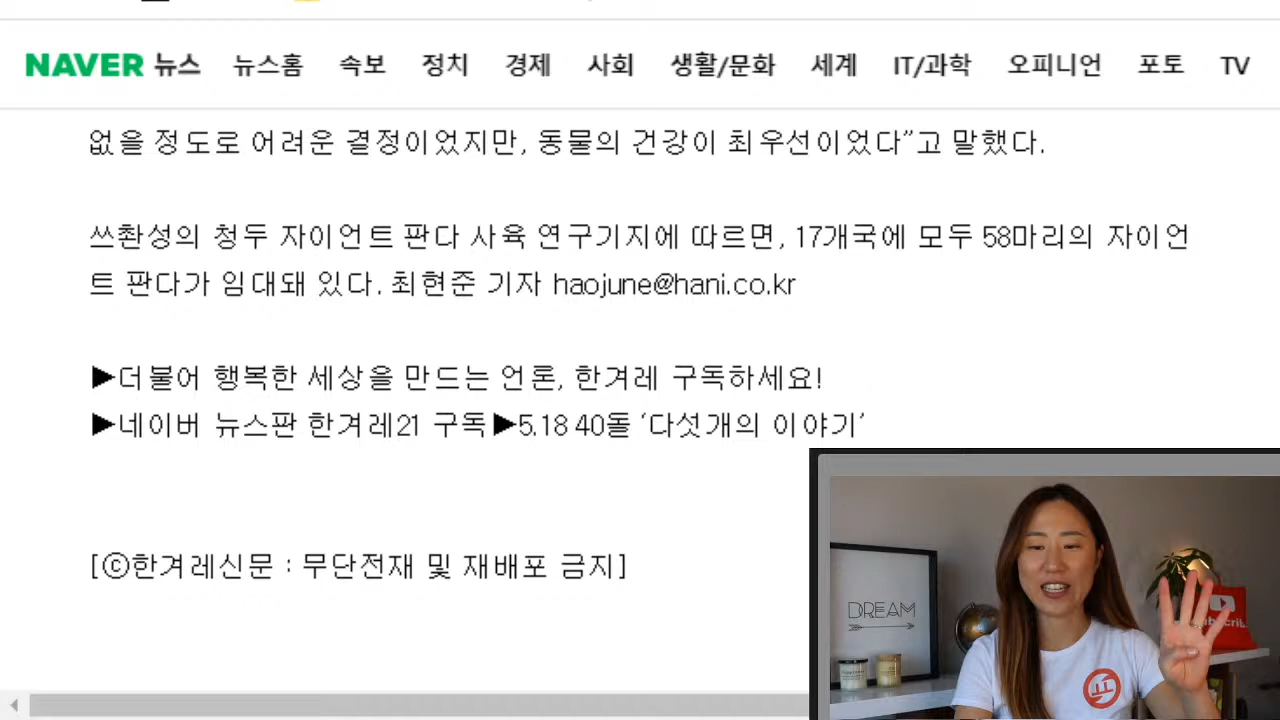 NAVER 뉴스 뉴스홈 속보 정치 경제 사회 생활/문화 세계 IT/과학 오피니언 포토 TV
없을 정도로 어려운 결정이었지만, 동물의 건강이 최우선이었다”고 말했다.
쓰촨성의 청두 자이언트 판다 사육 연구기지에 따르면, 17개국에 모두 58마리의 자이언
트 판다가 임대돼 있다. 최현준 기자 haojune@hani.co.kr
▶더불어 행복한 세상을 만드는 언론, 한겨레 구독하세요!
▶네이버 뉴스판 한겨레21 구독▶5.18 40돌 ‘다섯개의 이야기’
[ⓒ한겨레신문 : 무단전재 및 재배포 금지]
DREAM